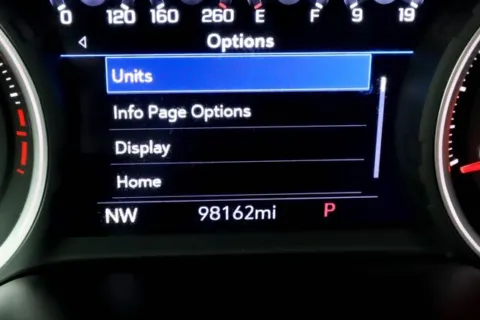 0 120 160 260 E F 9 19
Options
Units
Info Page Options
Display
Home
NW 98162mi P